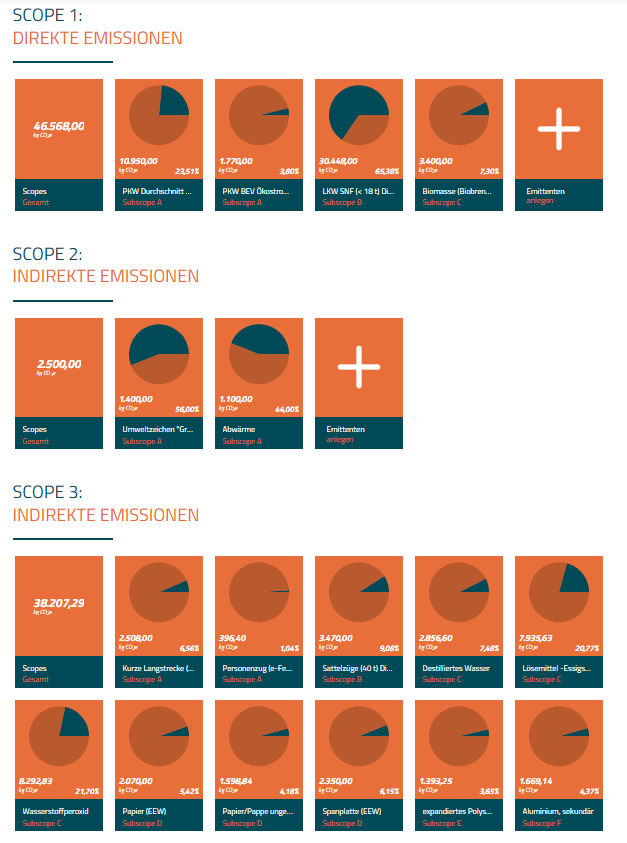 SCOPE 1:
DIREKTE EMISSIONEN
46.568,00
kg CO₂e
Scopes
Gesamt
10.950,00
kg CO₂e
23,51%
PKW Durchschnitt ...
Subscope A
1.770,00
kg CO₂e
3,80%
PKW BEV Ökostro...
Subscope A
30.448,00
kg CO₂e
65,38%
LKW SNF (< 18 t) Di...
Subscope B
3.400,00
kg CO₂e
7,30%
Biomasse (Biobren...
Subscope C
Emittenten
anlegen
SCOPE 2:
INDIREKTE EMISSIONEN
2.500,00
kg CO₂e
Scopes
Gesamt
1.400,00
kg CO₂e
56,00%
Umweltzeichen "Gr...
Subscope A
1.100,00
kg CO₂e
44,00%
Abwärme
Subscope A
Emittenten
anlegen
SCOPE 3:
INDIREKTE EMISSIONEN
38.207,29
kg CO₂e
Scopes
Gesamt
2.508,00
kg CO₂e
6,56%
Kurze Langstrecke (...
Subscope A
396,40
kg CO₂e
1,04%
Personenzug (e-Fe...
Subscope A
3.470,00
kg CO₂e
9,08%
Sattelzüge (40 t) Di...
Subscope B
2.856,60
kg CO₂e
7,48%
Destilliertes Wasser
Subscope C
7.935,63
kg CO₂e
20,77%
Lösemittel -Essigs...
Subscope C
8.292,83
kg CO₂e
21,70%
Wasserstoffperoxid
Subscope C
2.070,00
kg CO₂e
5,42%
Papier (EEW)
Subscope D
1.598,84
kg CO₂e
4,18%
Papier/Pappe unge...
Subscope D
2.350,00
kg CO₂e
6,15%
Spanplatte (EEW)
Subscope D
1.393,25
kg CO₂e
3,65%
expandiertes Polys...
Subscope E
1.669,14
kg CO₂e
4,37%
Aluminium, sekundär
Subscope F